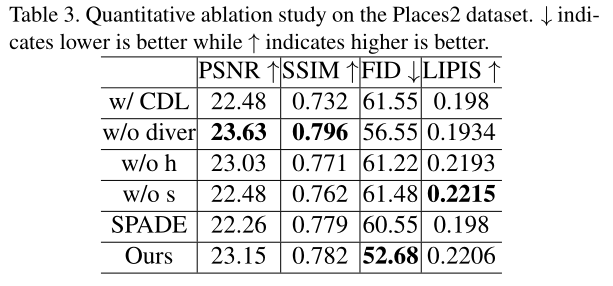 Table 3. Quantitative ablation study on the Places2 dataset. ↓ indi-
cates lower is better while ↑ indicates higher is better.
PSNR ↑ SSIM ↑ FID ↓ LIPIS ↑
w/ CDL 22.48 0.732 61.55 0.198
w/o diver 23.63 0.796 56.55 0.1934
w/o h 23.03 0.771 61.22 0.2193
w/o s 22.48 0.762 61.48 0.2215
SPADE 22.26 0.779 60.55 0.198
Ours 23.15 0.782 52.68 0.2206